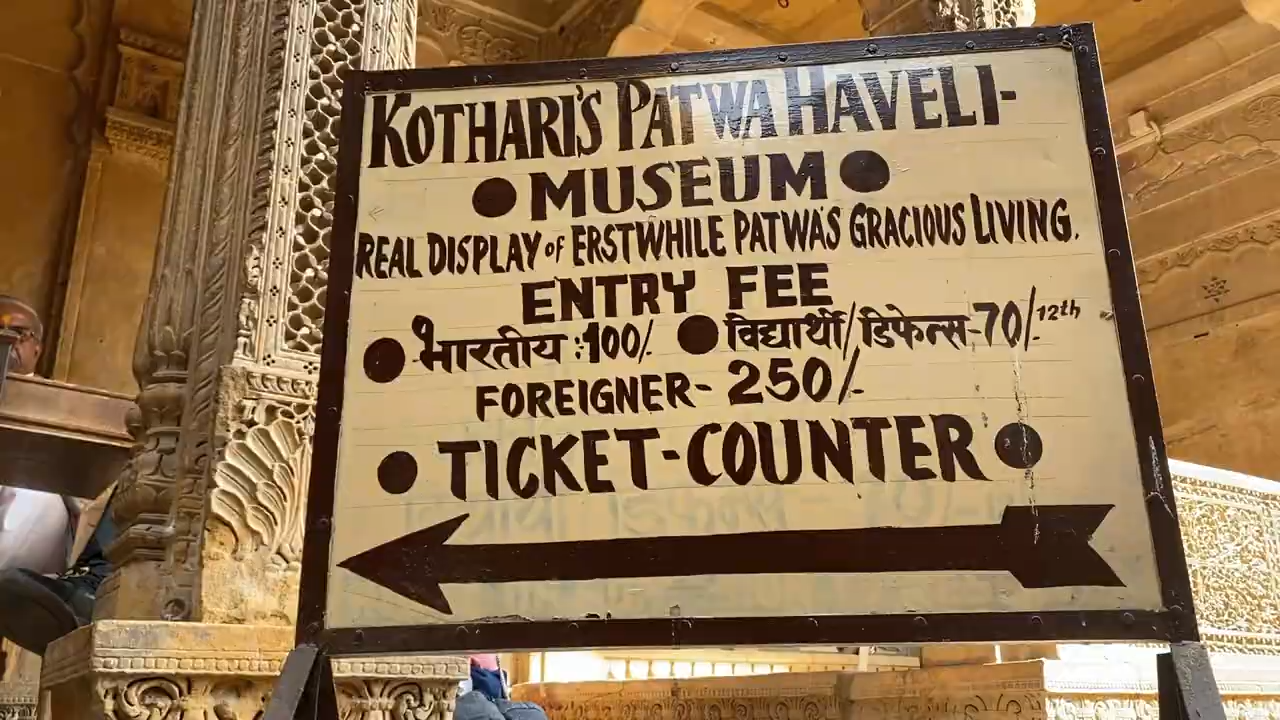 KOTHARI'S PATWA HAVELI-
MUSEUM
REAL DISPLAY of ERSTWHILE PATWA'S GRACIOUS LIVING.
ENTRY FEE
भारतीय :100/- विद्यार्थी/डिफेन्स-70/- 12th
FOREIGNER- 250/-
TICKET-COUNTER